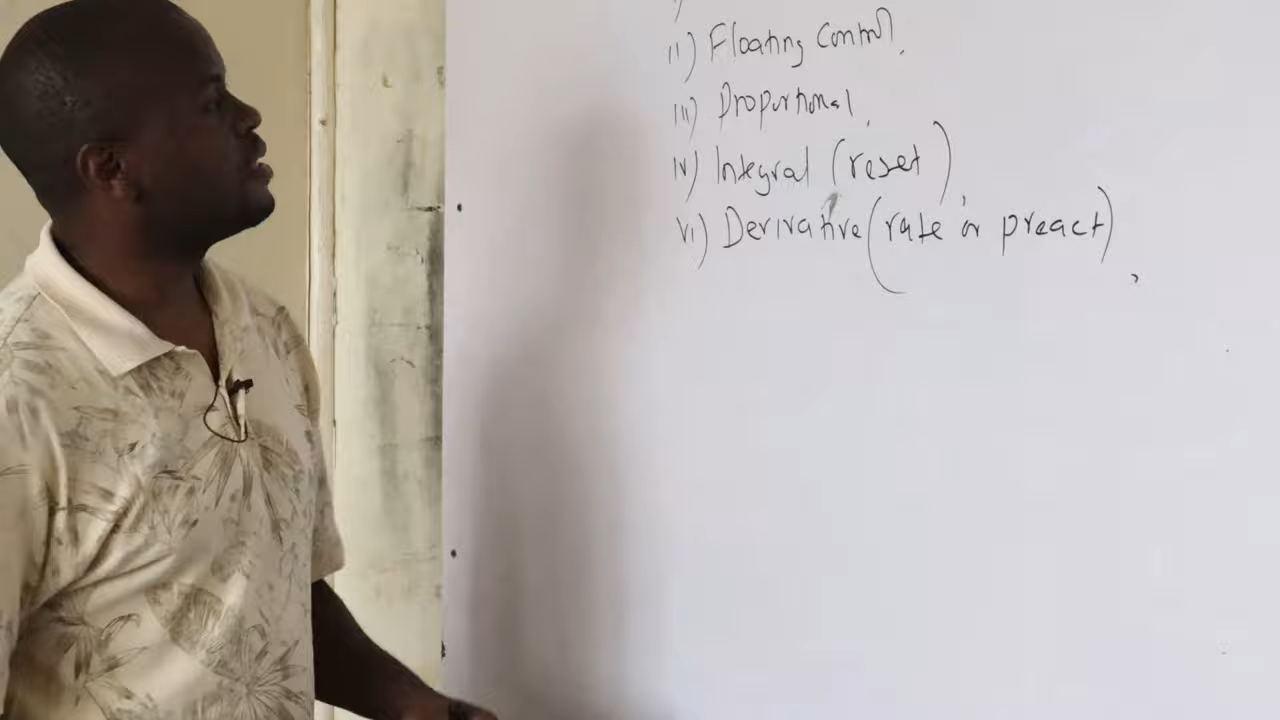 )
ii) Floating control.
iii) Proportional
iv) Integral (reset),
vi) Derivative (rate or preact),